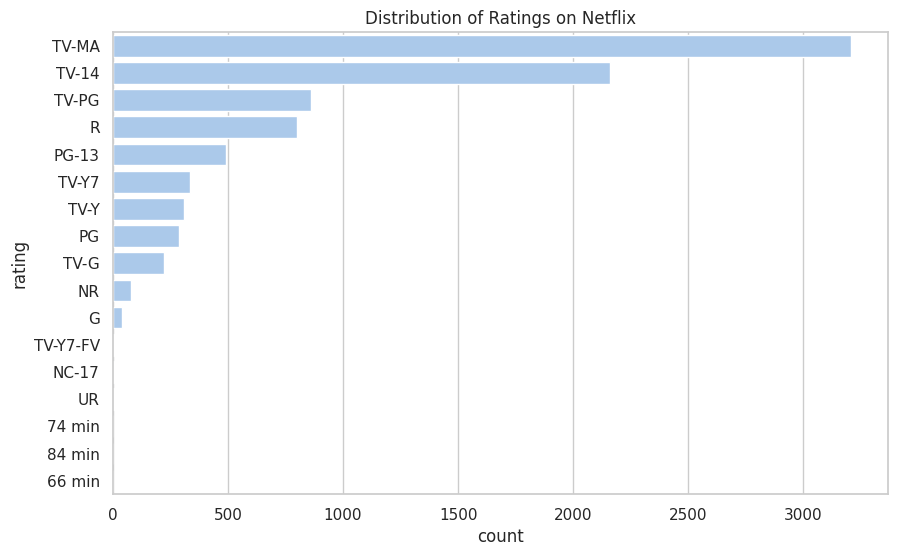 Distribution of Ratings on Netflix
TV-MA
TV-14
TV-PG
R
PG-13
TV-Y7
TV-Y
PG
TV-G
NR
G
TV-Y7-FV
NC-17
UR
74 min
84 min
66 min
rating
0 500 1000 1500 2000 2500 3000
count